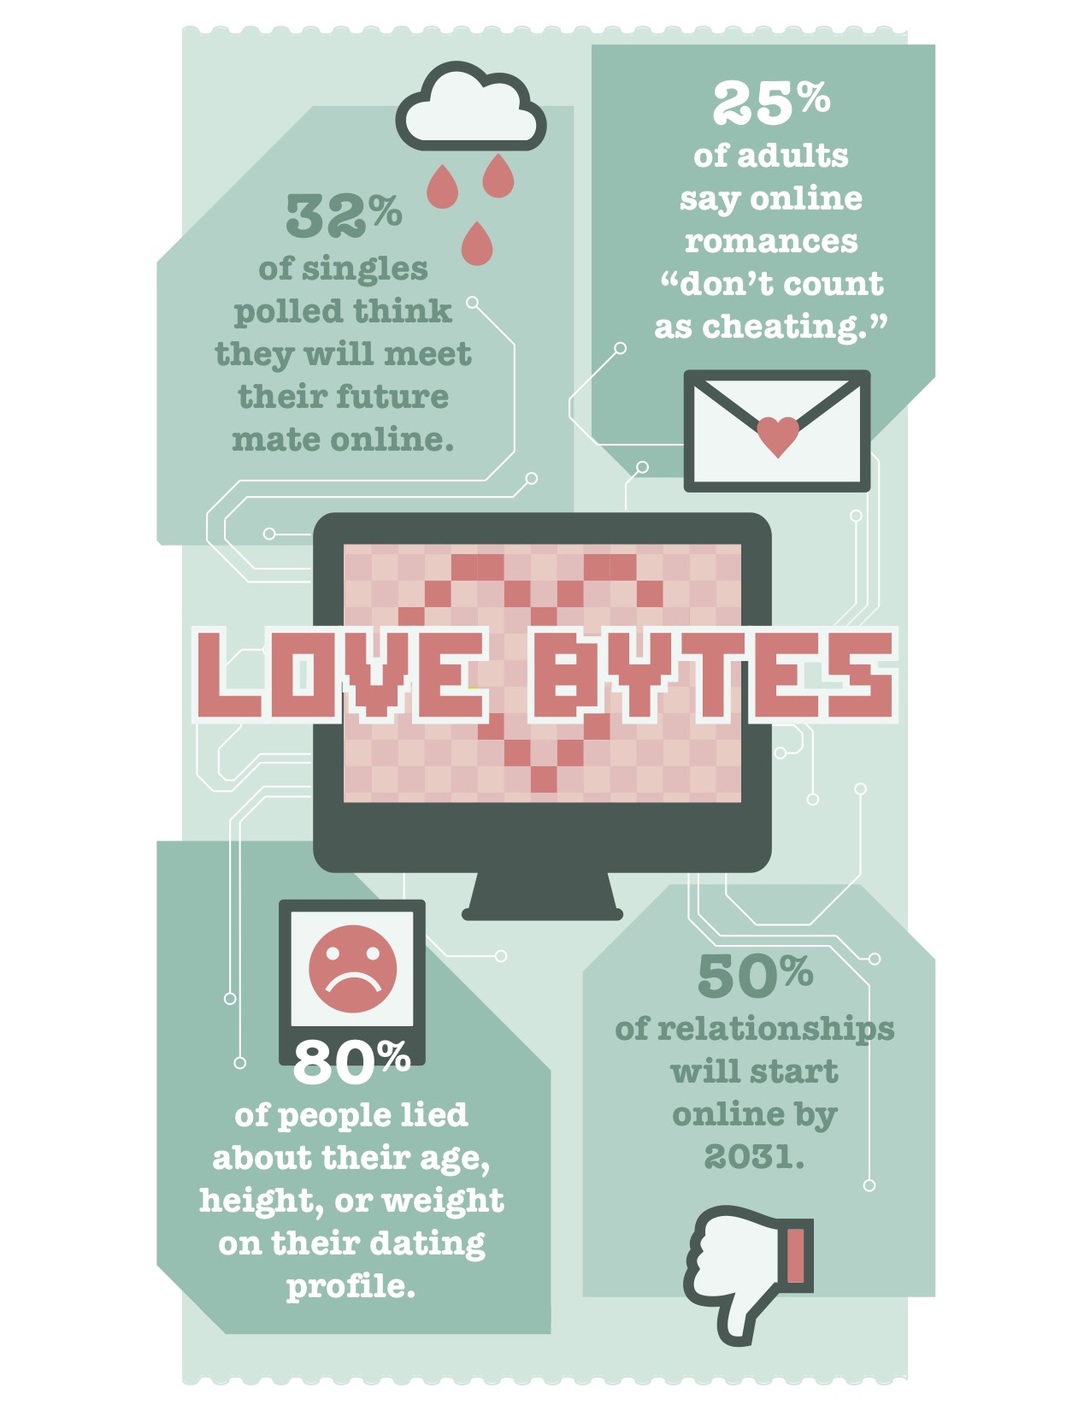 32%
of singles
polled think
they will meet
their future
mate online.
25%
of adults
say online
romances
“don’t count
as cheating.”
LOVE BYTES
80%
of people lied
about their age,
height, or weight
on their dating
profile.
50%
of relationships
will start
online by
2031.